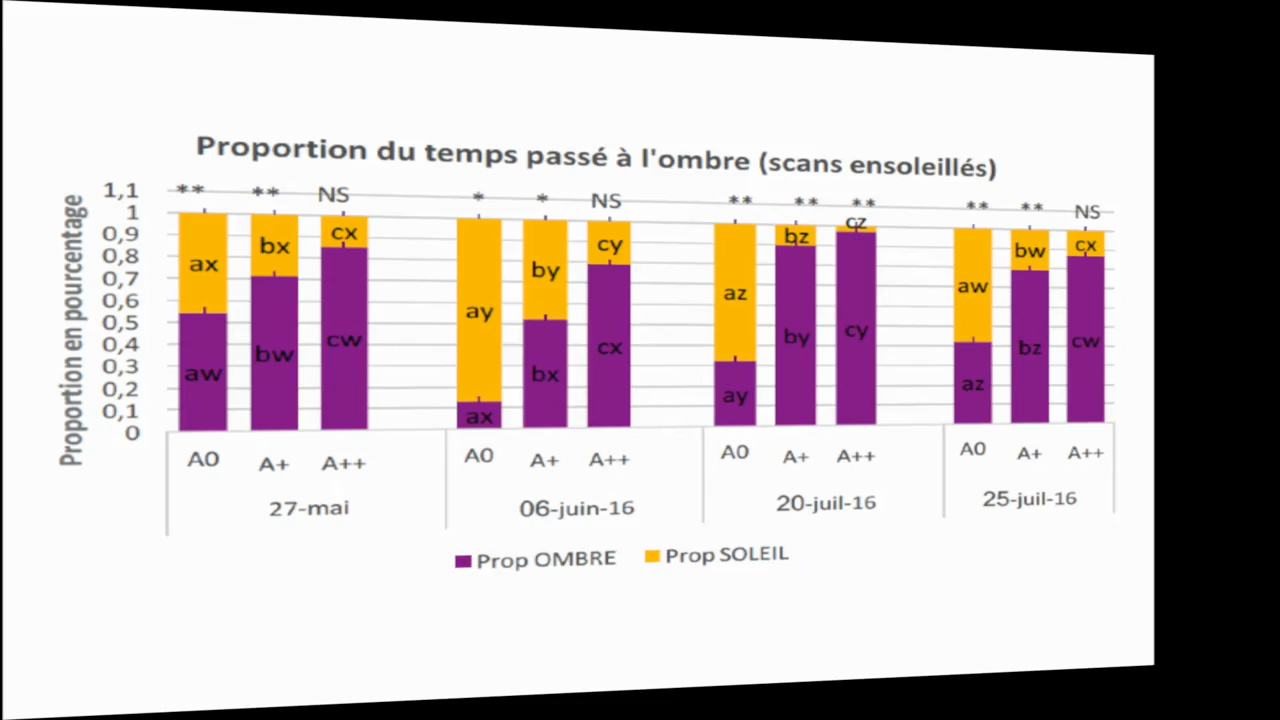 Proportion du temps passé à l'ombre (scans ensoleillés)
Proportion en pourcentage
1,1
1
0,9
0,8
0,7
0,6
0,5
0,4
0,3
0,2
0,1
0
** ** NS * * NS ** ** ** ** ** NS
ax bx cx ay by cy az bz cz aw bw cx
aw bw cw ax bx cx ay by cy az bz cw
A0 A+ A++ A0 A+ A++ A0 A+ A++ A0 A+ A++
27-mai 06-juin-16 20-juil-16 25-juil-16
Prop OMBRE Prop SOLEIL